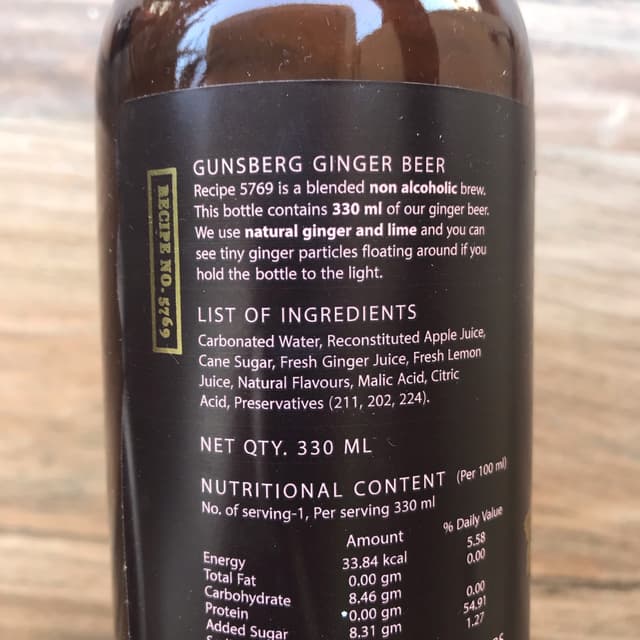 GUNSBERG GINGER BEER
Recipe 5769 is a blended non alcoholic brew.
This bottle contains 330 ml of our ginger beer.
We use natural ginger and lime and you can
see tiny ginger particles floating around if you
hold the bottle to the light.
RECIPE NO. 5769
LIST OF INGREDIENTS
Carbonated Water, Reconstituted Apple Juice,
Cane Sugar, Fresh Ginger Juice, Fresh Lemon
Juice, Natural Flavours, Malic Acid, Citric
Acid, Preservatives (211, 202, 224).
NET QTY. 330 ML
NUTRITIONAL CONTENT (Per 100 ml)
No. of serving-1, Per serving 330 ml
Amount % Daily Value
Energy 33.84 kcal 5.58
Total Fat 0.00 gm 0.00
Carbohydrate 8.46 gm
Protein 0.00 gm 0.00
Added Sugar 8.31 gm 54.91
1.27